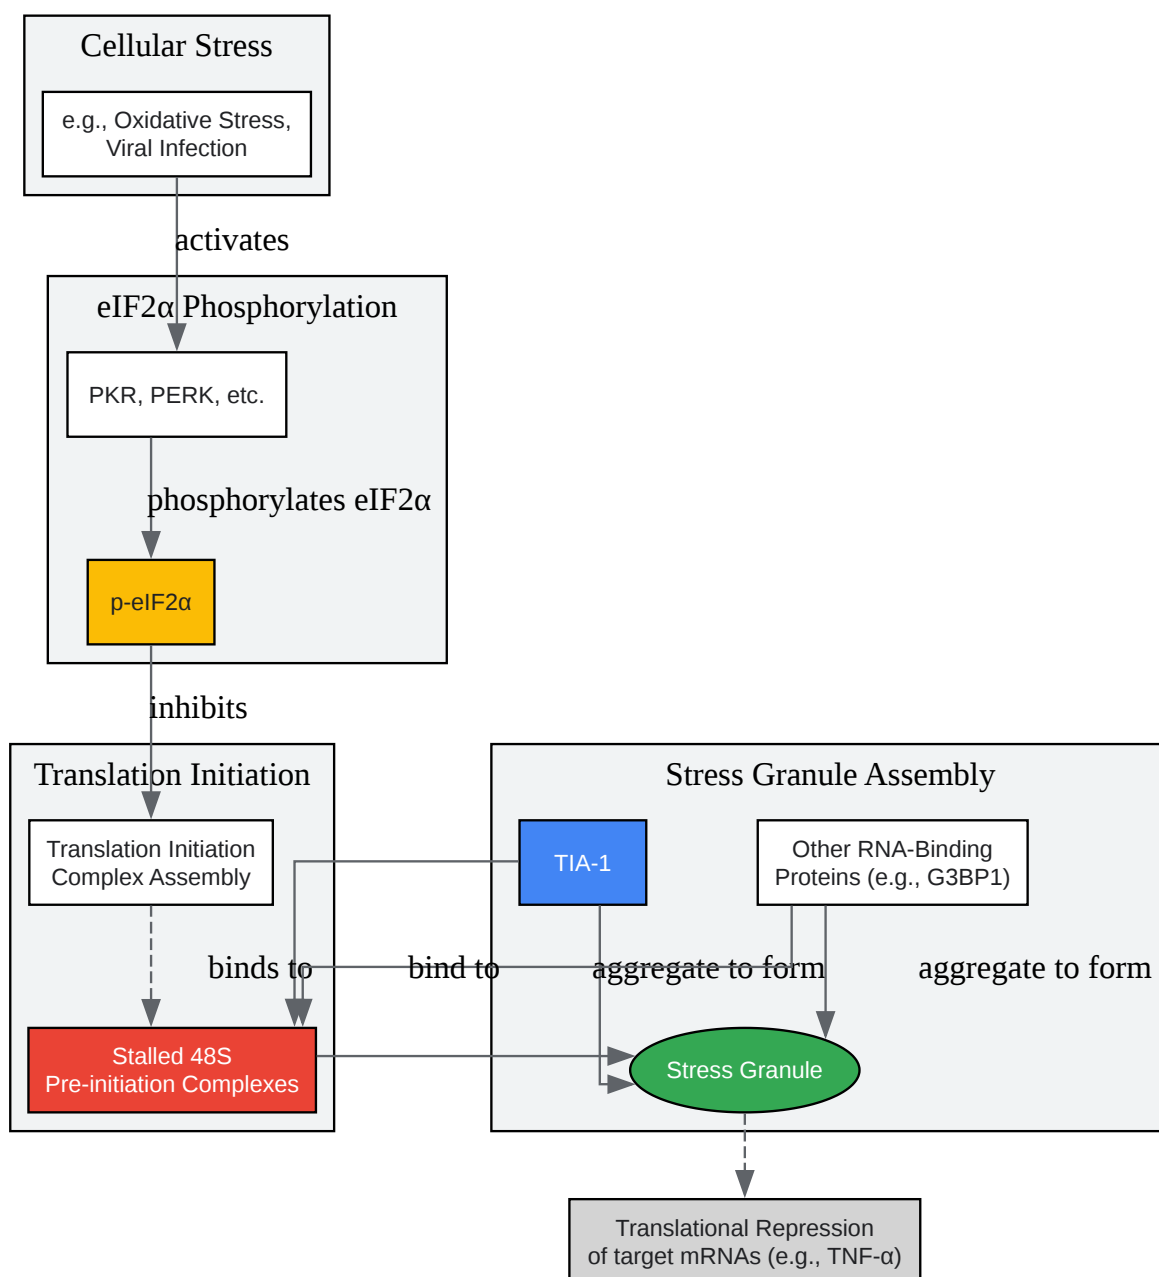 Cellular Stress
e.g., Oxidative Stress,
Viral Infection
activates
eIF2α Phosphorylation
PKR, PERK, etc.
phosphorylates eIF2α
p-eIF2α
inhibits
Translation Initiation
Translation Initiation
Complex Assembly
Stress Granule Assembly
TIA-1
Other RNA-Binding
Proteins (e.g., G3BP1)
binds to
bind to
aggregate to form
aggregate to form
Stalled 48S
Pre-initiation Complexes
Stress Granule
Translational Repression
of target mRNAs (e.g., TNF-α)